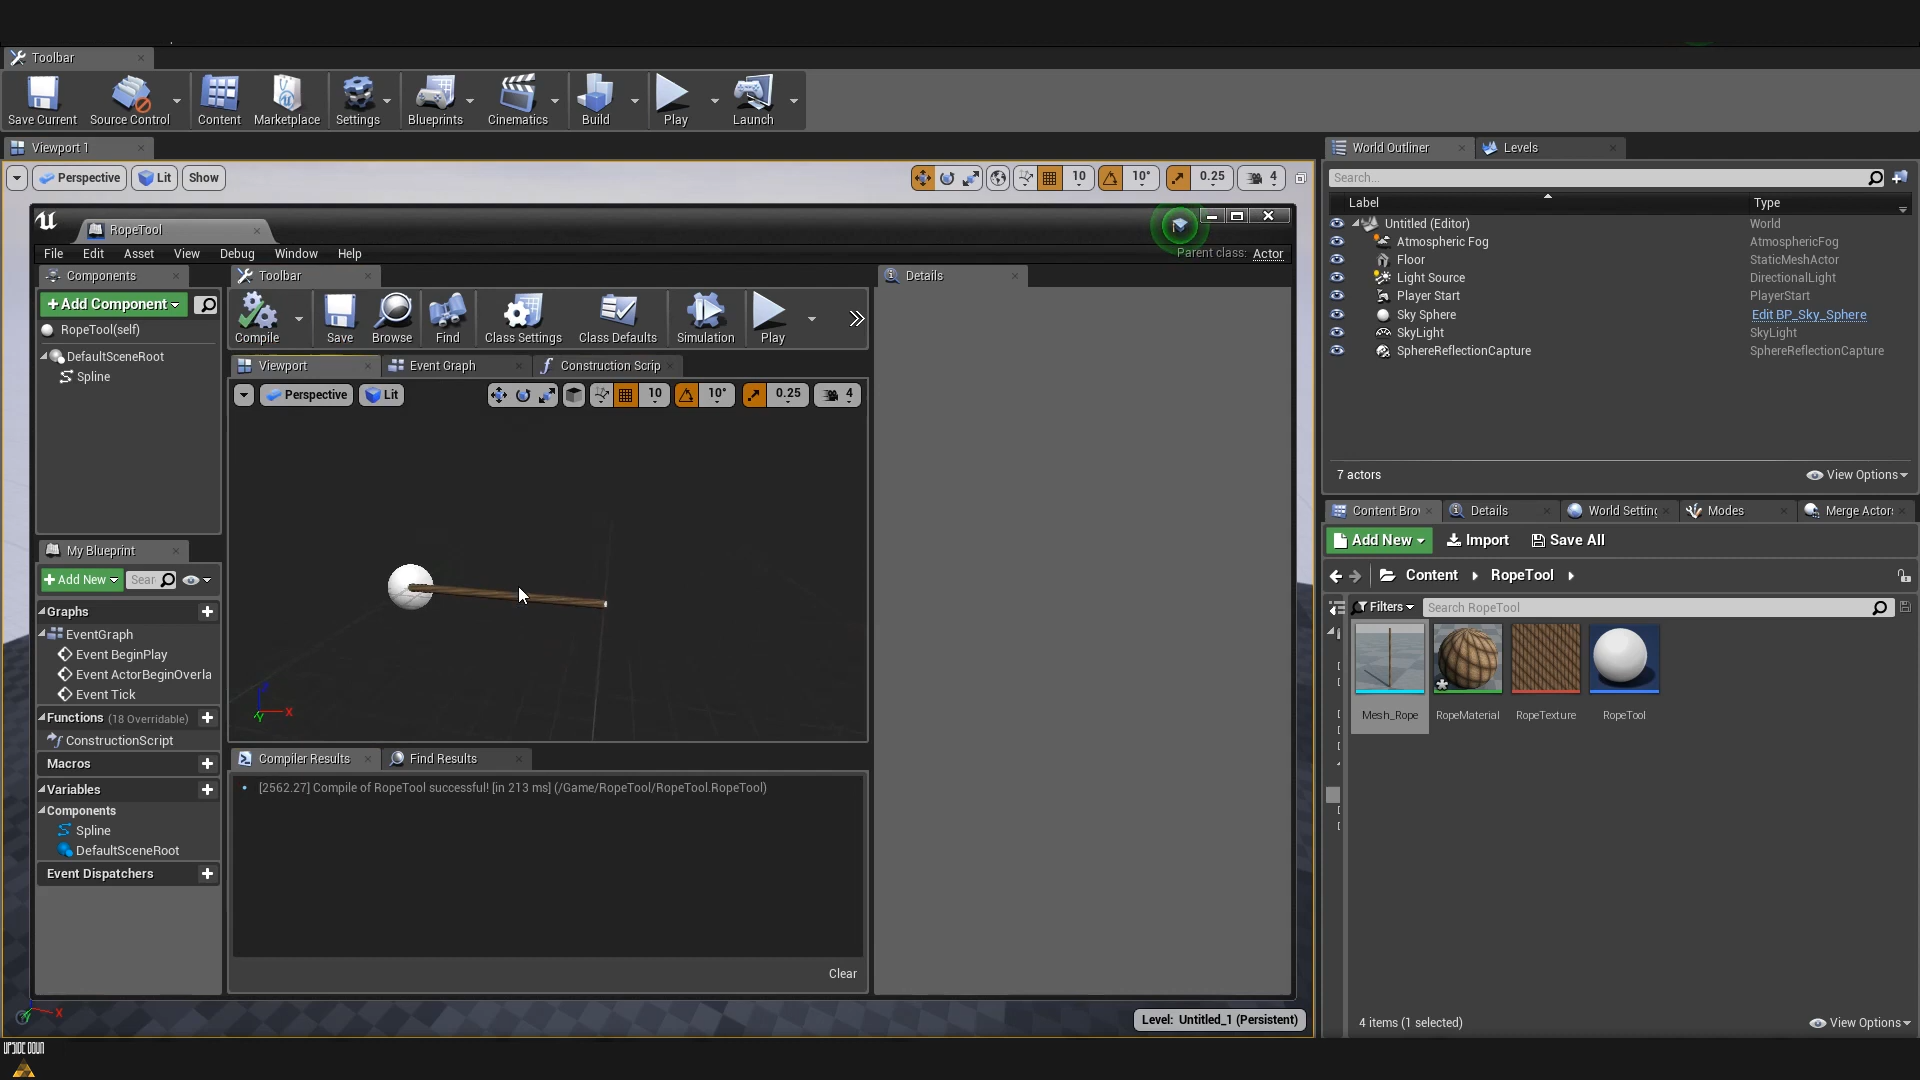 Toolbar
Save Current
Source Control
Content
Marketplace
Settings
Blueprints
Cinematics
Build
Play
Launch
Viewport 1
Perspective
Lit
Show
10
10°
0.25
4
RopeTool
File
Edit
Asset
View
Debug
Window
Help
Parent class: Actor
Components
+Add Component
RopeTool(self)
DefaultSceneRoot
Spline
Toolbar
Compile
Save
Browse
Find
Class Settings
Class Defaults
Simulation
Play
Viewport
Event Graph
Construction Scrip
Perspective
Lit
10
10°
0.25
4
X
Y
My Blueprint
+Add New
Sear
Graphs
EventGraph
Event BeginPlay
Event ActorBeginOverla
Event Tick
Functions (18 Overridable)
ConstructionScript
Macros
Variables
Components
Spline
DefaultSceneRoot
Event Dispatchers
Compiler Results
Find Results
[2562.27] Compile of RopeTool successful! [in 213 ms] (/Game/RopeTool/RopeTool.RopeTool)
Clear
Details
X
Level: Untitled_1 (Persistent)
UPSIDE DOWN
World Outliner
Levels
Search...
Label
Type
Untitled (Editor)
World
Atmospheric Fog
AtmosphericFog
Floor
StaticMeshActor
Light Source
DirectionalLight
Player Start
PlayerStart
Sky Sphere
Edit BP_Sky_Sphere
SkyLight
SkyLight
SphereReflectionCapture
SphereReflectionCapture
7 actors
View Options
Content Bro
Details
World Setting
Modes
Merge Actors
Add New
Import
Save All
Content
RopeTool
Filters
Search RopeTool
Mesh_Rope
RopeMaterial
RopeTexture
RopeTool
4 items (1 selected)
View Options